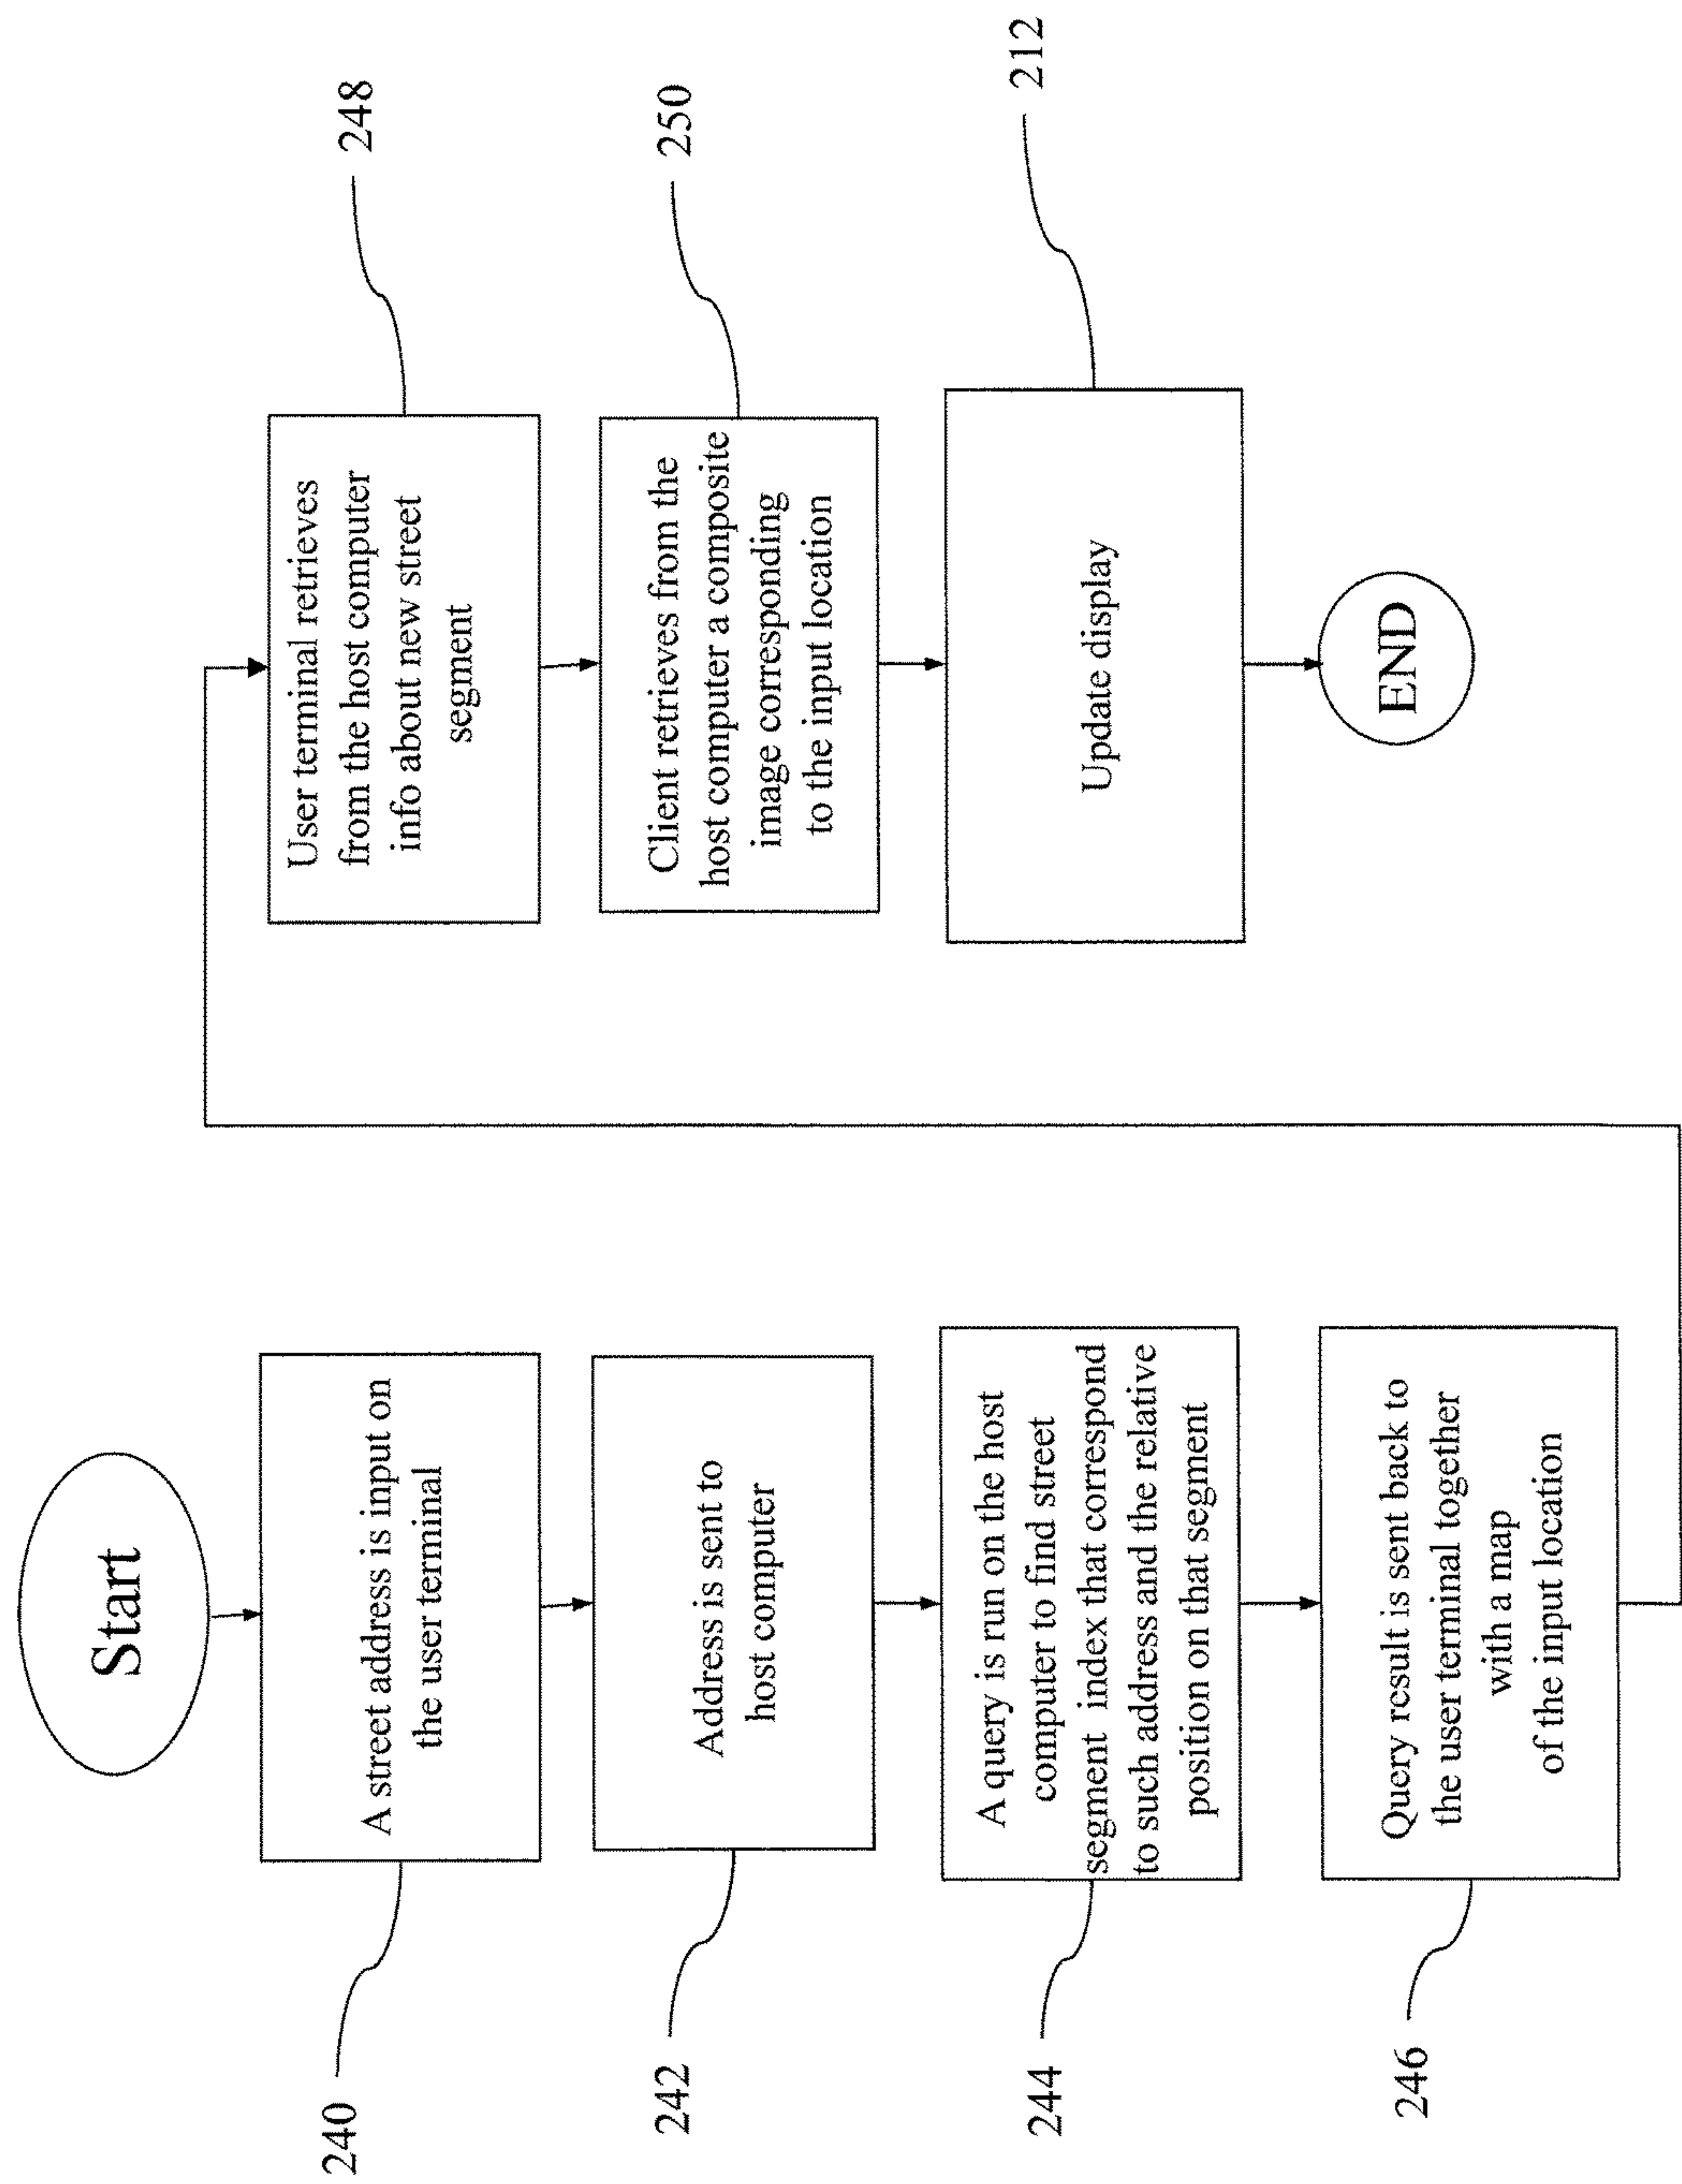 Start
A street address is input on
the user terminal
240
Address is sent to
host computer
242
A query is run on the host
computer to find street
segment index that correspond
to such address and the relative
position on that segment
244
Query result is sent back to
the user terminal together
with a map
of the input location
246
User terminal retrieves
from the host computer
info about new street
segment
248
Client retrieves from the
host computer a composite
image corresponding
to the input location
250
Update display
212
END